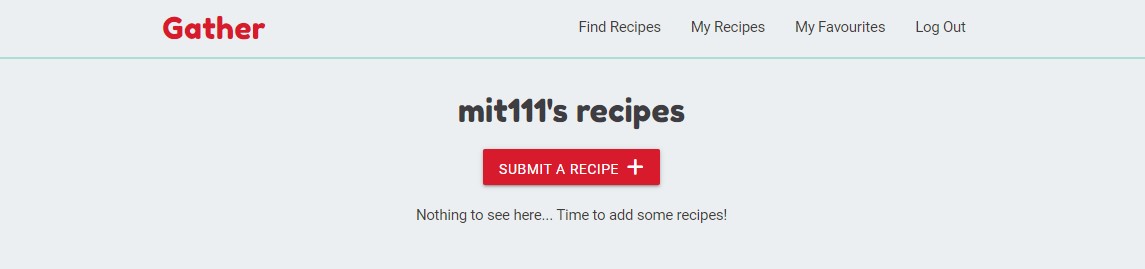 Gather Find Recipes My Recipes My Favourites Log Out
mit111's recipes
SUBMIT A RECIPE +
Nothing to see here... Time to add some recipes!